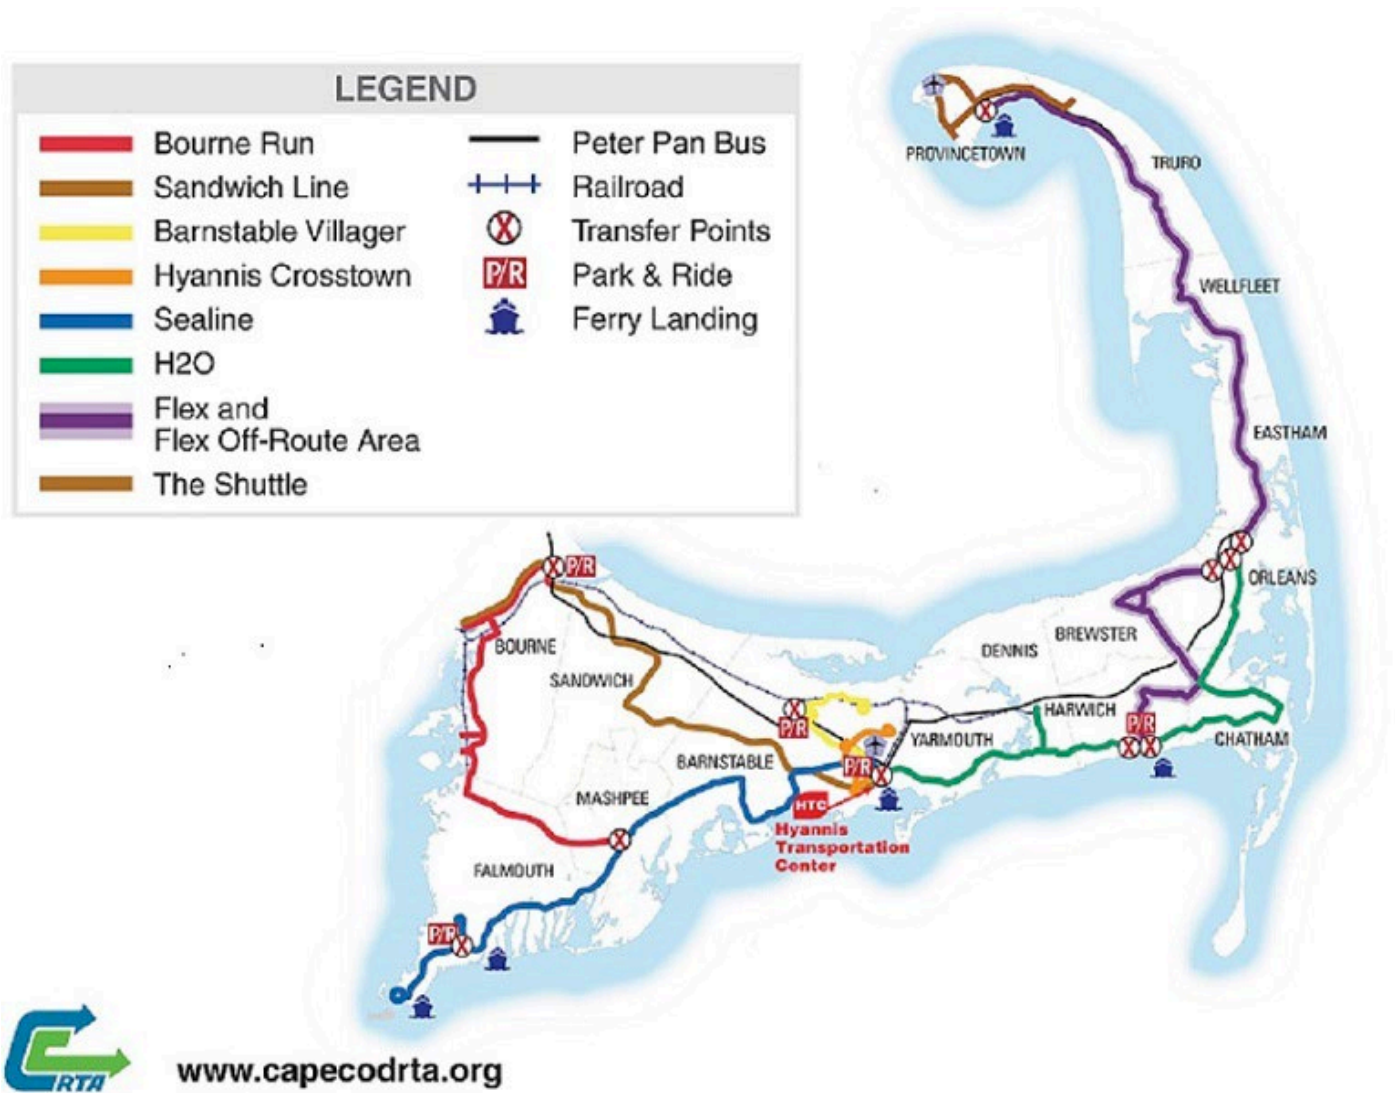 LEGEND
Bourne Run
Sandwich Line
Barnstable Villager
Hyannis Crosstown
Sealine
H2O
Flex and
Flex Off-Route Area
The Shuttle
Peter Pan Bus
Railroad
X Transfer Points
P/R Park & Ride
Ferry Landing
PROVINCETOWN
TRURO
WELLFLEET
EASTHAM
ORLEANS
BREWSTER
DENNIS
HARWICH
CHATHAM
YARMOUTH
P/R
P/R
P/R
P/R
P/R
BOURNE
SANDWICH
BARNSTABLE
MASHPEE
FALMOUTH
HTC
Hyannis
Transportation
Center
RTA
www.capecodrta.org